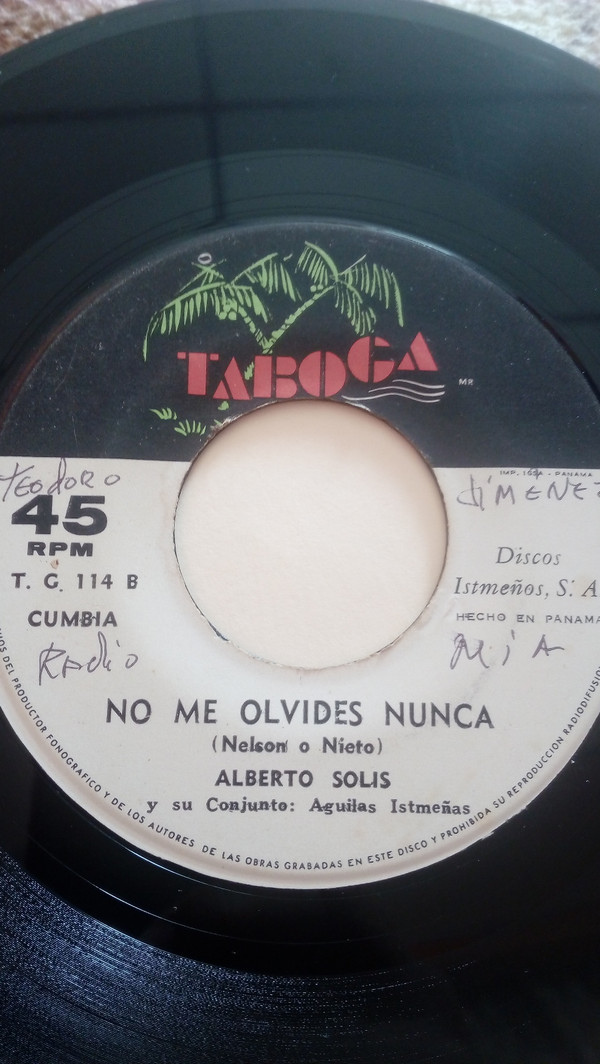 TABOGA
MR
TEODORO
JIMENEZ
45
RPM
T. G. 114 B
CUMBIA
Radio
Discos
Istmeños, S. A.
HECHO EN PANAMA
MiA
NO ME OLVIDES NUNCA
(Nelson o Nieto)
ALBERTO SOLIS
y su Conjunto: Aguilas Istmeñas
DEL PRODUCTOR FONOGRAFICO Y DE LOS AUTORES DE LAS OBRAS GRABADAS EN ESTE DISCO Y PROHIBIDA SU REPRODUCCION RADIODIFUSION